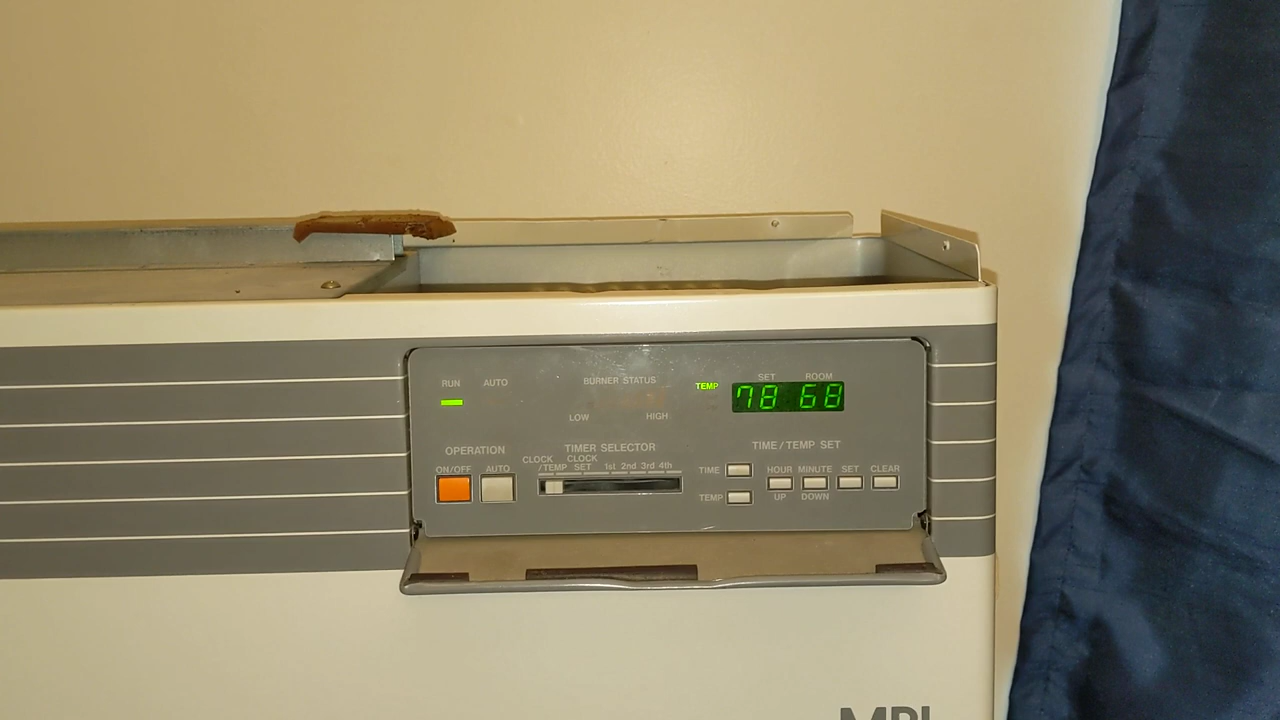 RUN AUTO BURNER STATUS TEMP SET ROOM
78 68
LOW HIGH
OPERATION TIMER SELECTOR TIME/TEMP SET
CLOCK CLOCK
ON/OFF AUTO /TEMP SET 1st 2nd 3rd 4th TIME HOUR MINUTE SET CLEAR
TEMP UP DOWN